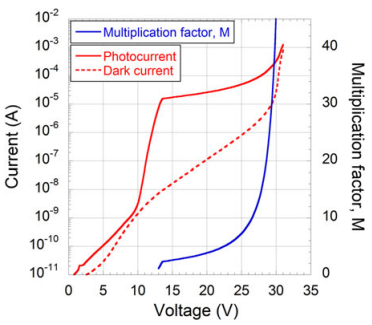 Multiplication factor, M
Photocurrent
Dark current
Current (A)
10⁻²
10⁻³
10⁻⁴
10⁻⁵
10⁻⁶
10⁻⁷
10⁻⁸
10⁻⁹
10⁻¹⁰
10⁻¹¹
40
30
20
10
0
Multiplication factor, M
0 5 10 15 20 25 30 35
Voltage (V)